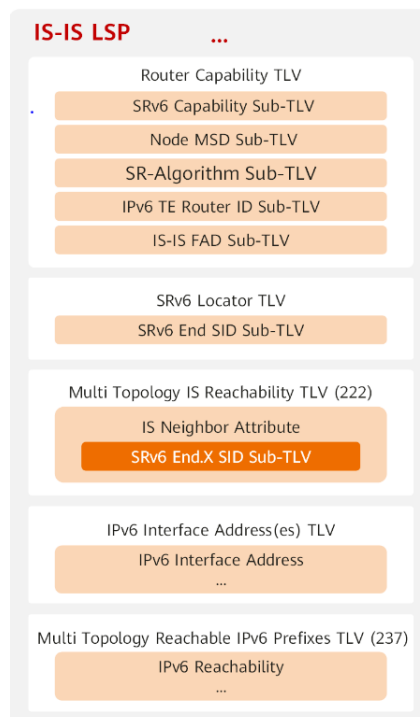 IS-IS LSP ...
Router Capability TLV
SRv6 Capability Sub-TLV
Node MSD Sub-TLV
SR-Algorithm Sub-TLV
IPv6 TE Router ID Sub-TLV
IS-IS FAD Sub-TLV
SRv6 Locator TLV
SRv6 End SID Sub-TLV
Multi Topology IS Reachability TLV (222)
IS Neighbor Attribute
SRv6 End.X SID Sub-TLV
IPv6 Interface Address(es) TLV
IPv6 Interface Address
...
Multi Topology Reachable IPv6 Prefixes TLV (237)
IPv6 Reachability
...